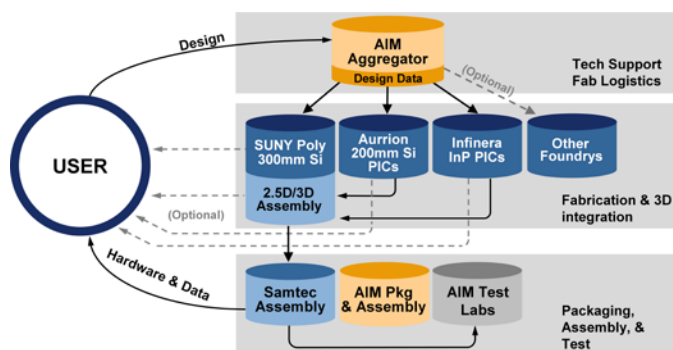 Design
AIM
Aggregator
Design Data
Tech Support
Fab Logistics
(Optional)
USER
SUNY Poly
300mm Si
Aurrion
200mm Si
PICs
Infinera
InP PICs
Other
Foundrys
2.5D/3D
Assembly
(Optional)
Fabrication & 3D
integration
Hardware & Data
Samtec
Assembly
AIM Pkg
& Assembly
AIM Test
Labs
Packaging,
Assembly, &
Test